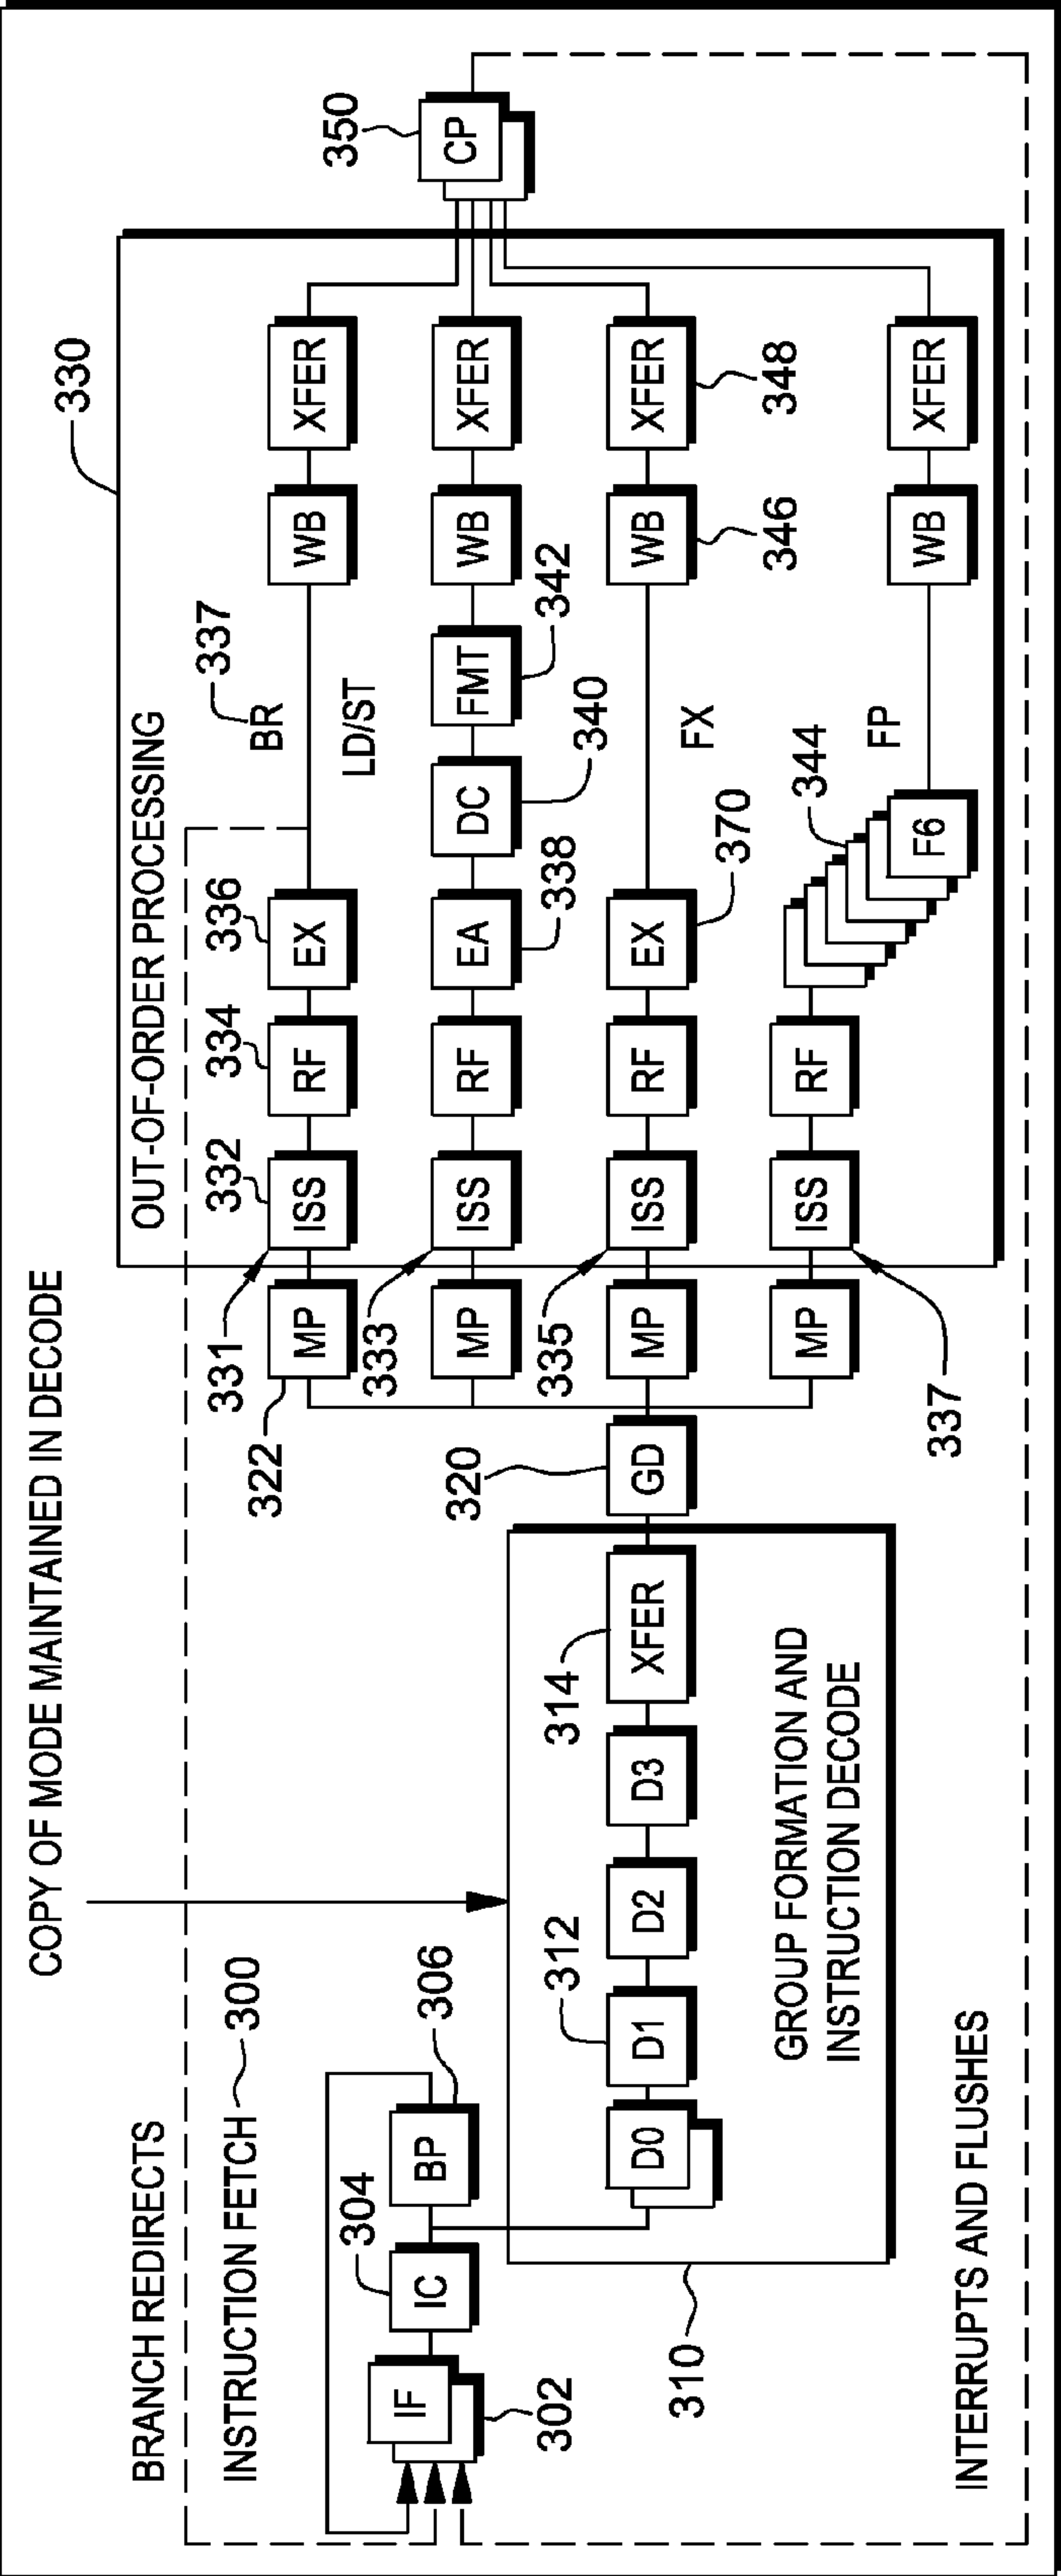 COPY OF MODE MAINTAINED IN DECODE
BRANCH REDIRECTS
OUT-OF-ORDER PROCESSING
330
INSTRUCTION FETCH 300
331
332
334
336
337
BR
322
MP
ISS
RF
EX
WB
XFER
350
304
306
333
LD/ST
IF
IC
BP
MP
ISS
RF
EA
DC
FMT
WB
XFER
CP
302
320
335
338
340
342
312
314
D0
D1
D2
D3
XFER
GD
MP
ISS
RF
EX
WB
XFER
310
370
FX
346
348
GROUP FORMATION AND
INSTRUCTION DECODE
MP
ISS
RF
344
FP
F6
WB
XFER
337
INTERRUPTS AND FLUSHES